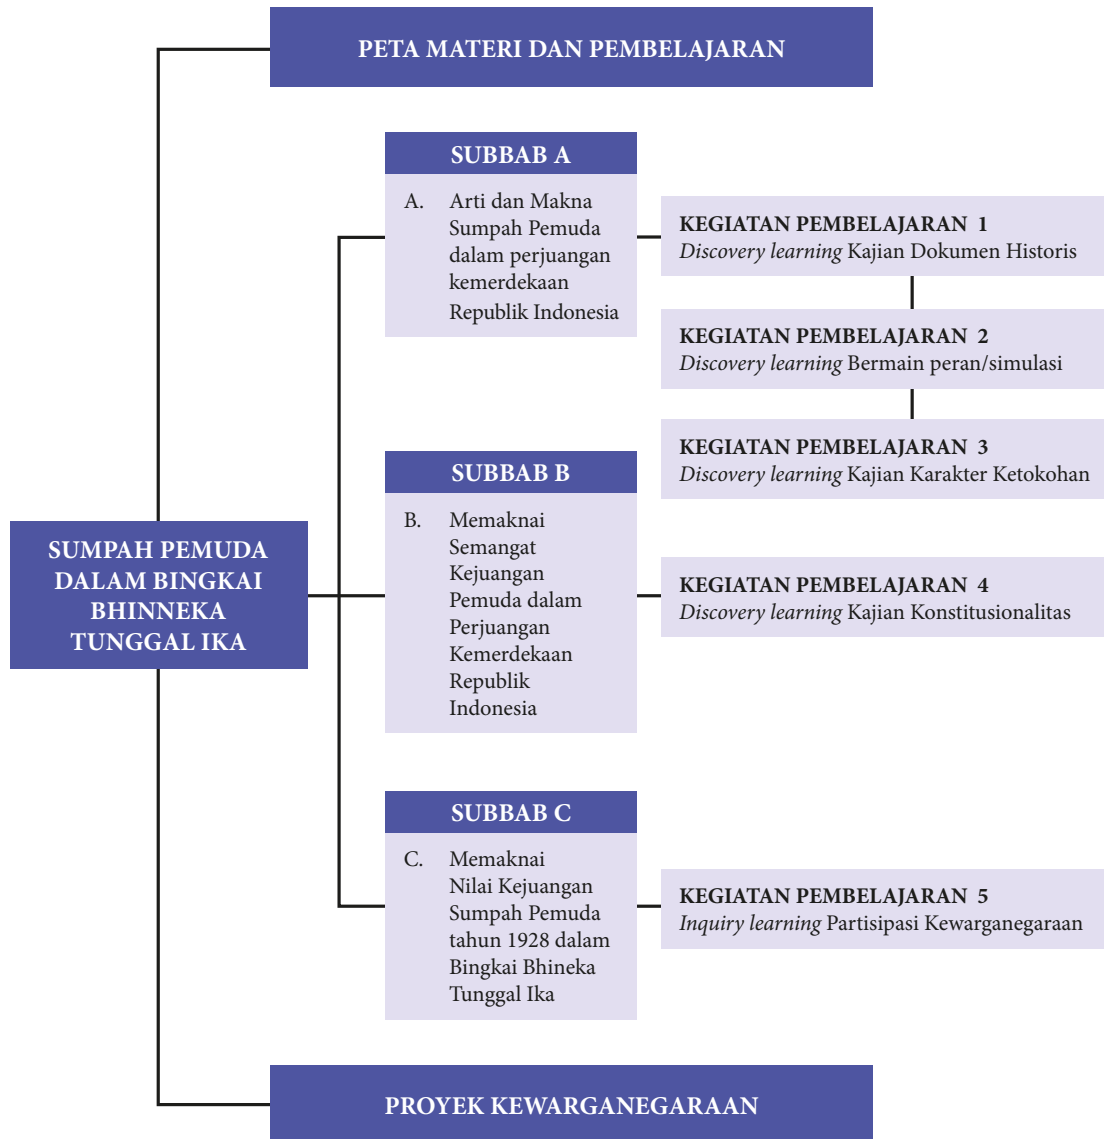 PETA MATERI DAN PEMBELAJARAN
SUBBAB A
A. Arti dan Makna
Sumpah Pemuda
dalam perjuangan
kemerdekaan
Republik Indonesia
KEGIATAN PEMBELAJARAN 1
Discovery learning Kajian Dokumen Historis
KEGIATAN PEMBELAJARAN 2
Discovery learning Bermain peran/simulasi
KEGIATAN PEMBELAJARAN 3
Discovery learning Kajian Karakter Ketokohan
SUMPAH PEMUDA
DALAM BINGKAI
BHINNEKA
TUNGGAL IKA
SUBBAB B
B. Memaknai
Semangat
Kejuangan
Pemuda dalam
Perjuangan
Kemerdekaan
Republik
Indonesia
KEGIATAN PEMBELAJARAN 4
Discovery learning Kajian Konstitusionalitas
SUBBAB C
C. Memaknai
Nilai Kejuangan
Sumpah Pemuda
tahun 1928 dalam
Bingkai Bhineka
Tunggal Ika
KEGIATAN PEMBELAJARAN 5
Inquiry learning Partisipasi Kewarganegaraan
PROYEK KEWARGANEGARAAN